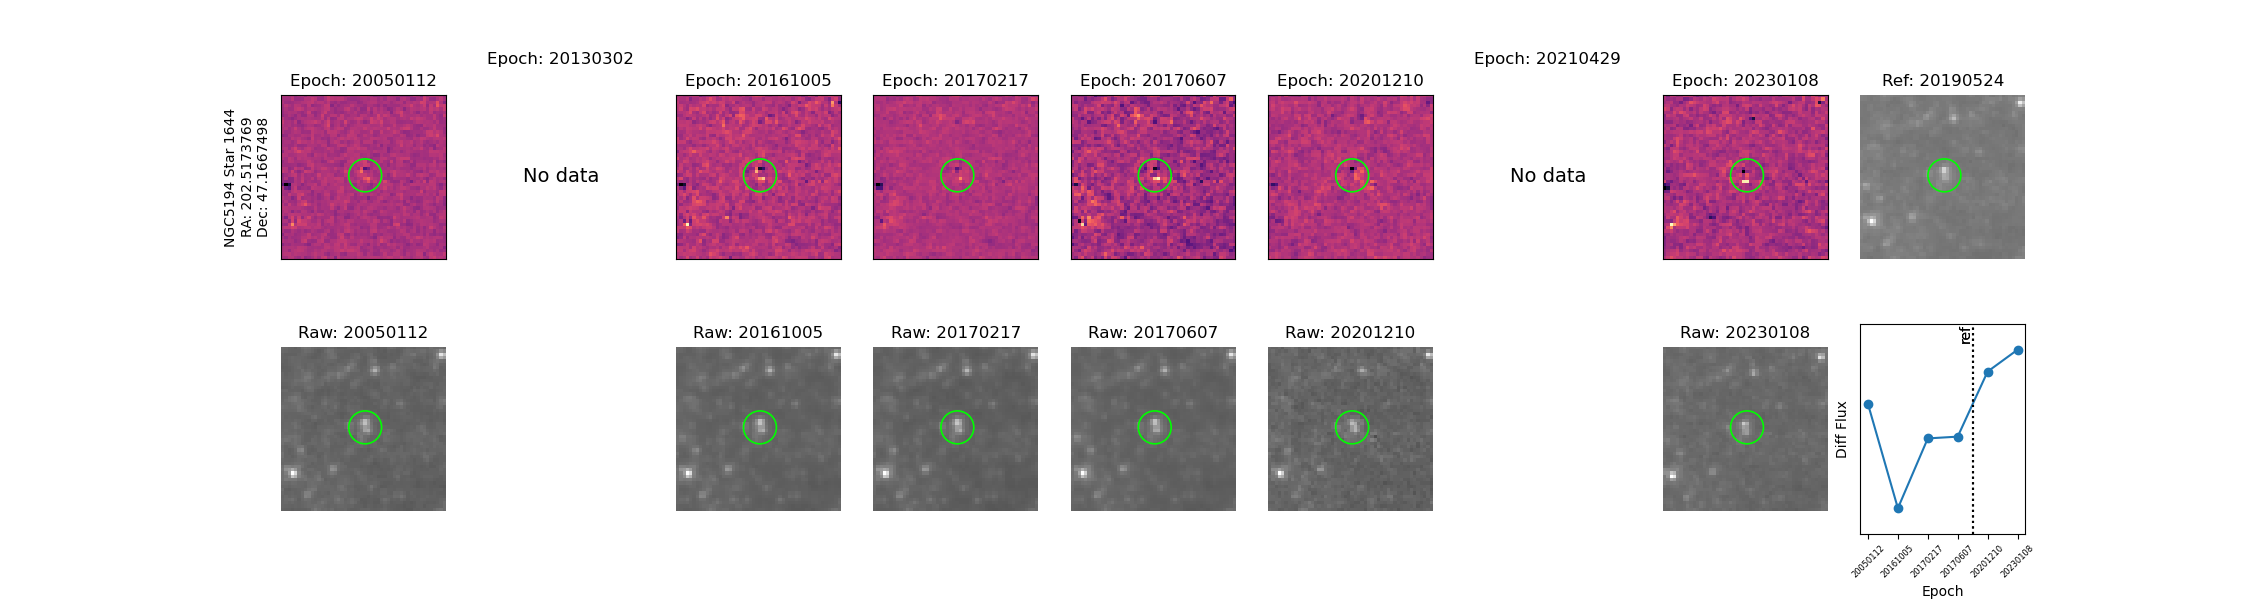 Epoch: 20130302
Epoch: 20210429
Epoch: 20050112
Epoch: 20161005
Epoch: 20170217
Epoch: 20170607
Epoch: 20201210
Epoch: 20230108
Ref: 20190524
NGC5194 Star 1644
RA: 202.5173769
Dec: 47.16674498
No data
No data
Raw: 20050112
Raw: 20161005
Raw: 20170217
Raw: 20170607
Raw: 20201210
Raw: 20230108
ref
Diff Flux
20050112
20161005
20170217
20170607
20201210
20230108
Epoch